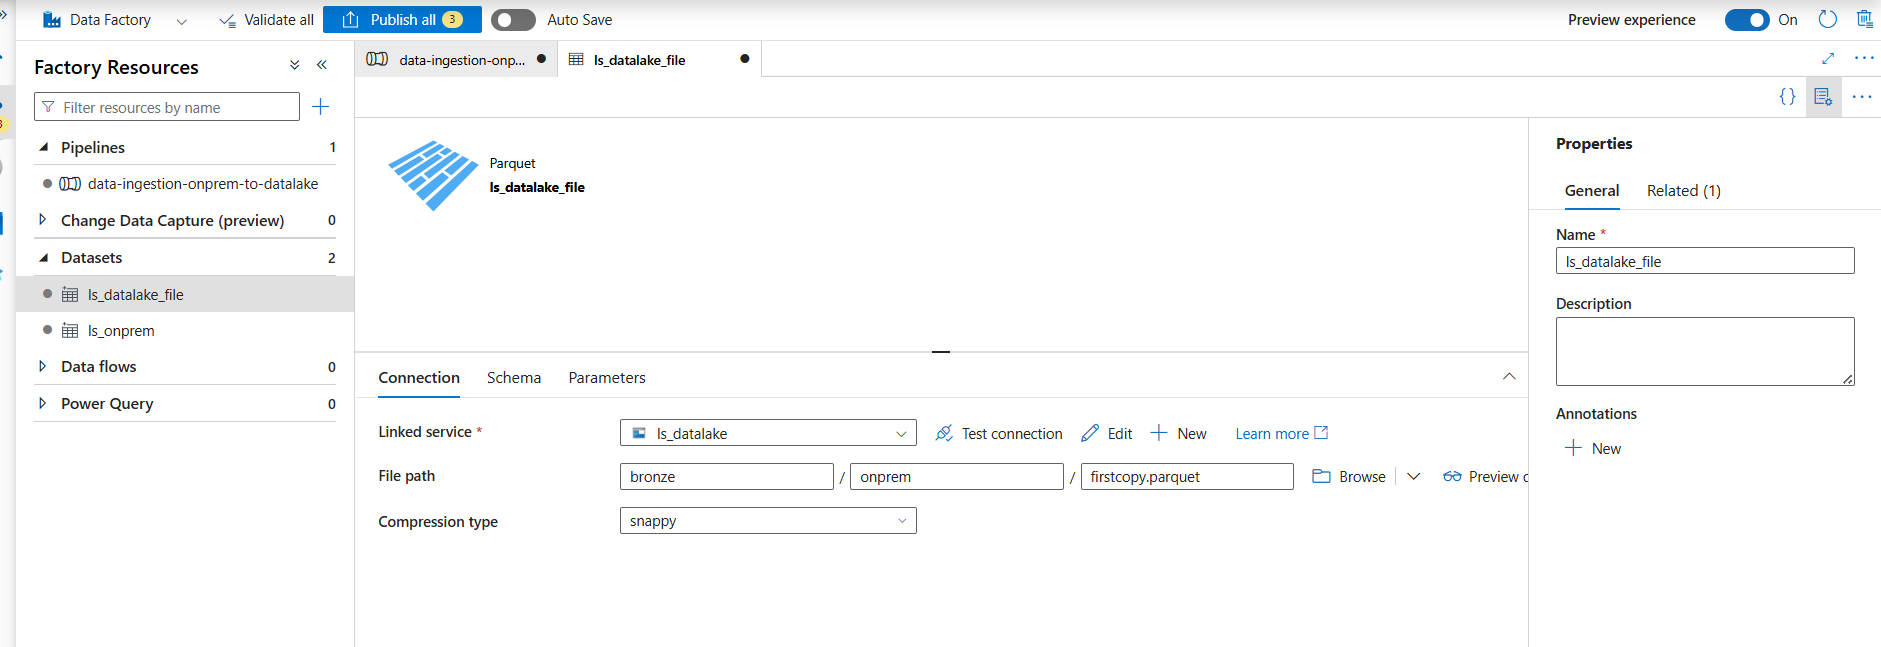 Data Factory
Validate all
Publish all 3
Auto Save
Preview experience
On
Factory Resources
Filter resources by name
Pipelines 1
data-ingestion-onprem-to-datalake
Change Data Capture (preview) 0
Datasets 2
ls_datalake_file
ls_onprem
Data flows 0
Power Query 0
data-ingestion-onp...
ls_datalake_file
{}
Parquet
ls_datalake_file
Connection
Schema
Parameters
Linked service *
ls_datalake
Test connection
Edit
New
Learn more
File path
bronze / onprem / firstcopy.parquet
Browse
Preview
Compression type
snappy
Properties
General
Related (1)
Name *
ls_datalake_file
Description
Annotations
New